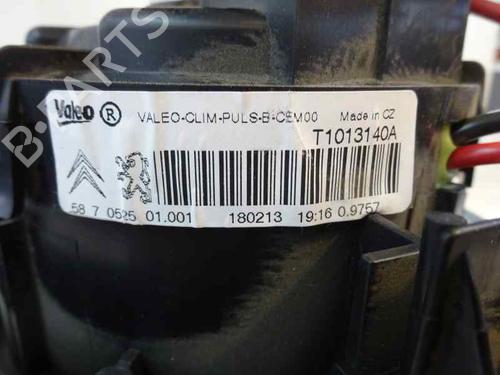 B-PARTS
Valeo ® VALEO-CLIM-PULS-B-CEM00 Made in CZ
T1013140A
58 7 0525 01.001 180213 19:16 0.9757